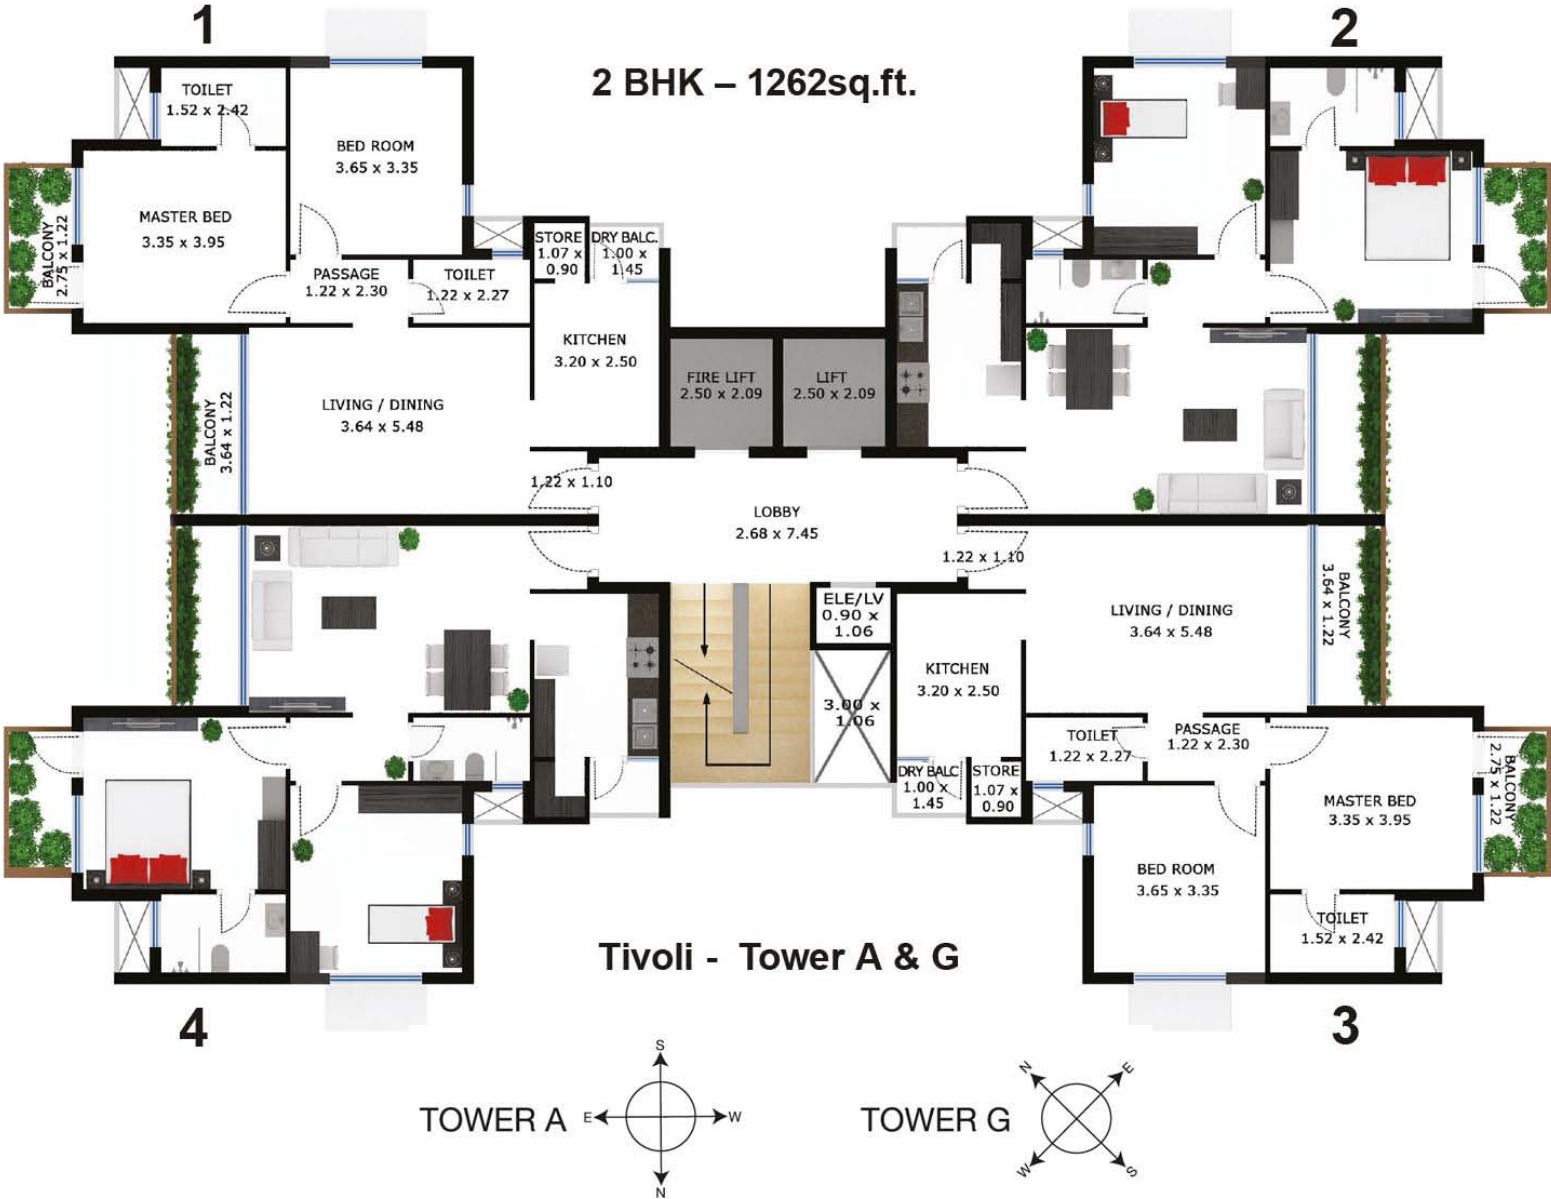 1
2
2 BHK – 1262sq.ft.
TOILET
1.52 x 2.42
BED ROOM
3.65 x 3.35
MASTER BED
3.35 x 3.95
BALCONY
2.75 x 1.22
PASSAGE
1.22 x 2.30
TOILET
1.22 x 2.27
STORE
1.07 x
0.90
DRY BALC.
1.00 x
1.45
KITCHEN
3.20 x 2.50
LIVING / DINING
3.64 x 5.48
BALCONY
3.64 x 1.22
FIRE LIFT
2.50 x 2.09
LIFT
2.50 x 2.09
1.22 x 1.10
LOBBY
2.68 x 7.45
1.22 x 1.10
ELE/LV
0.90 x
1.06
3.00 x
1.06
LIVING / DINING
3.64 x 5.48
BALCONY
3.64 x 1.22
KITCHEN
3.20 x 2.50
TOILET
1.22 x 2.27
PASSAGE
1.22 x 2.30
DRY BALC
1.00 x
1.45
STORE
1.07 x
0.90
MASTER BED
3.35 x 3.95
BALCONY
2.75 x 1.22
BED ROOM
3.65 x 3.35
TOILET
1.52 x 2.42
Tivoli - Tower A & G
4
3
TOWER A
S
E
W
N
TOWER G
N
E
W
S